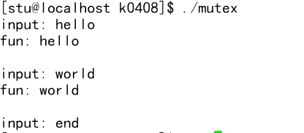 [stu@localhost k0408]$ ./mutex
input: hello
fun: hello
input: world
fun: world
input: end